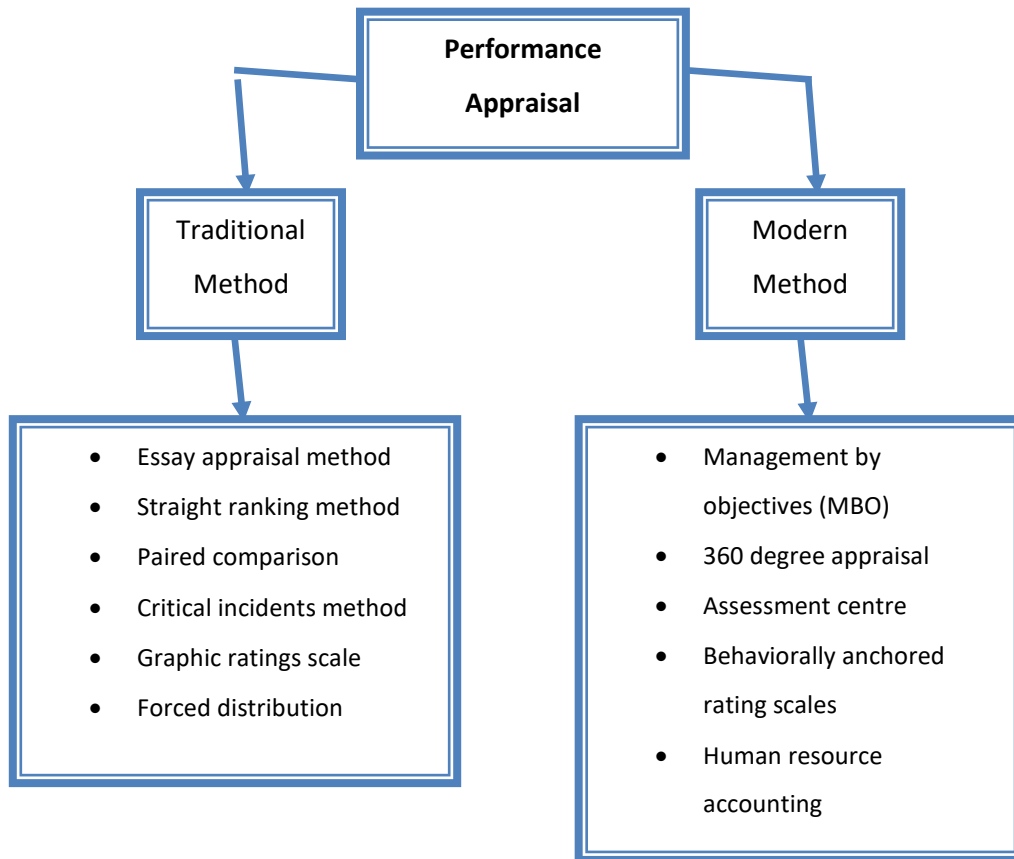 Performance
Appraisal
Traditional
Method
Modern
Method
• Essay appraisal method
• Straight ranking method
• Paired comparison
• Critical incidents method
• Graphic ratings scale
• Forced distribution
• Management by
objectives (MBO)
• 360 degree appraisal
• Assessment centre
• Behaviorally anchored
rating scales
• Human resource
accounting